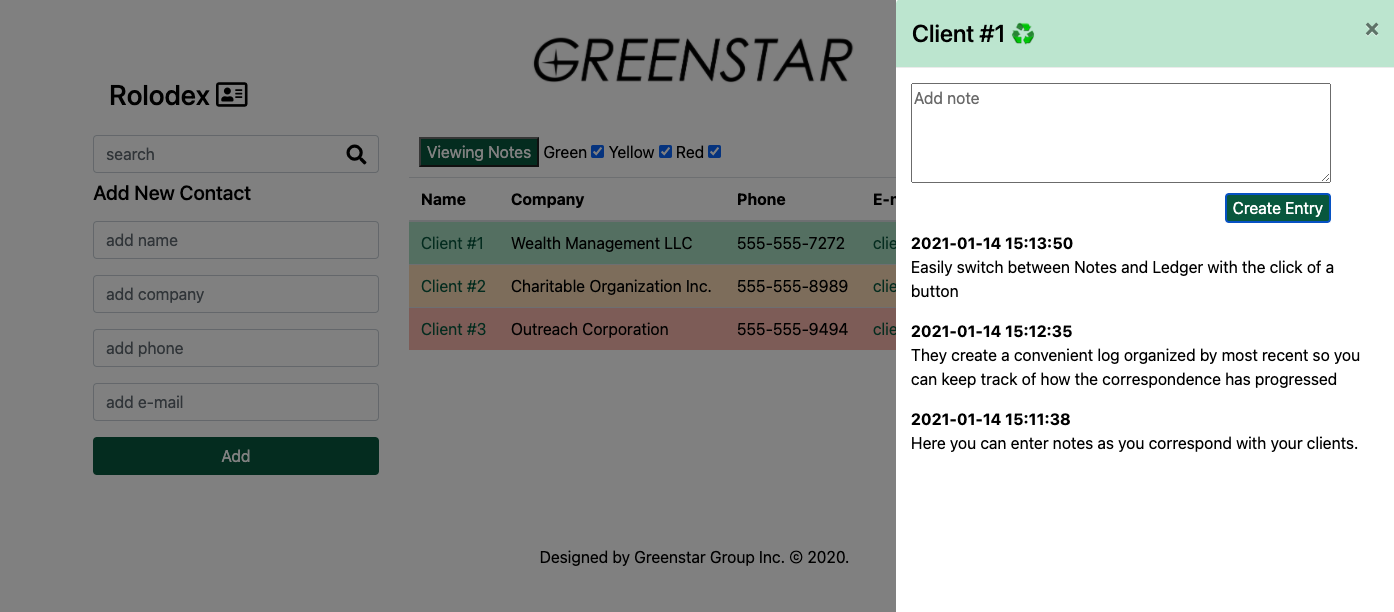 GREENSTAR
Rolodex
search
Add New Contact
add name
add company
add phone
add e-mail
Add
Viewing Notes Green Yellow Red
Name Company Phone E-
Client #1 Wealth Management LLC 555-555-7272 clie
Client #2 Charitable Organization Inc. 555-555-8989 clie
Client #3 Outreach Corporation 555-555-9494 clie
Designed by Greenstar Group Inc. © 2020.
Client #1 ♻️
×
Add note
Create Entry
2021-01-14 15:13:50
Easily switch between Notes and Ledger with the click of a
button
2021-01-14 15:12:35
They create a convenient log organized by most recent so you
can keep track of how the correspondence has progressed
2021-01-14 15:11:38
Here you can enter notes as you correspond with your clients.